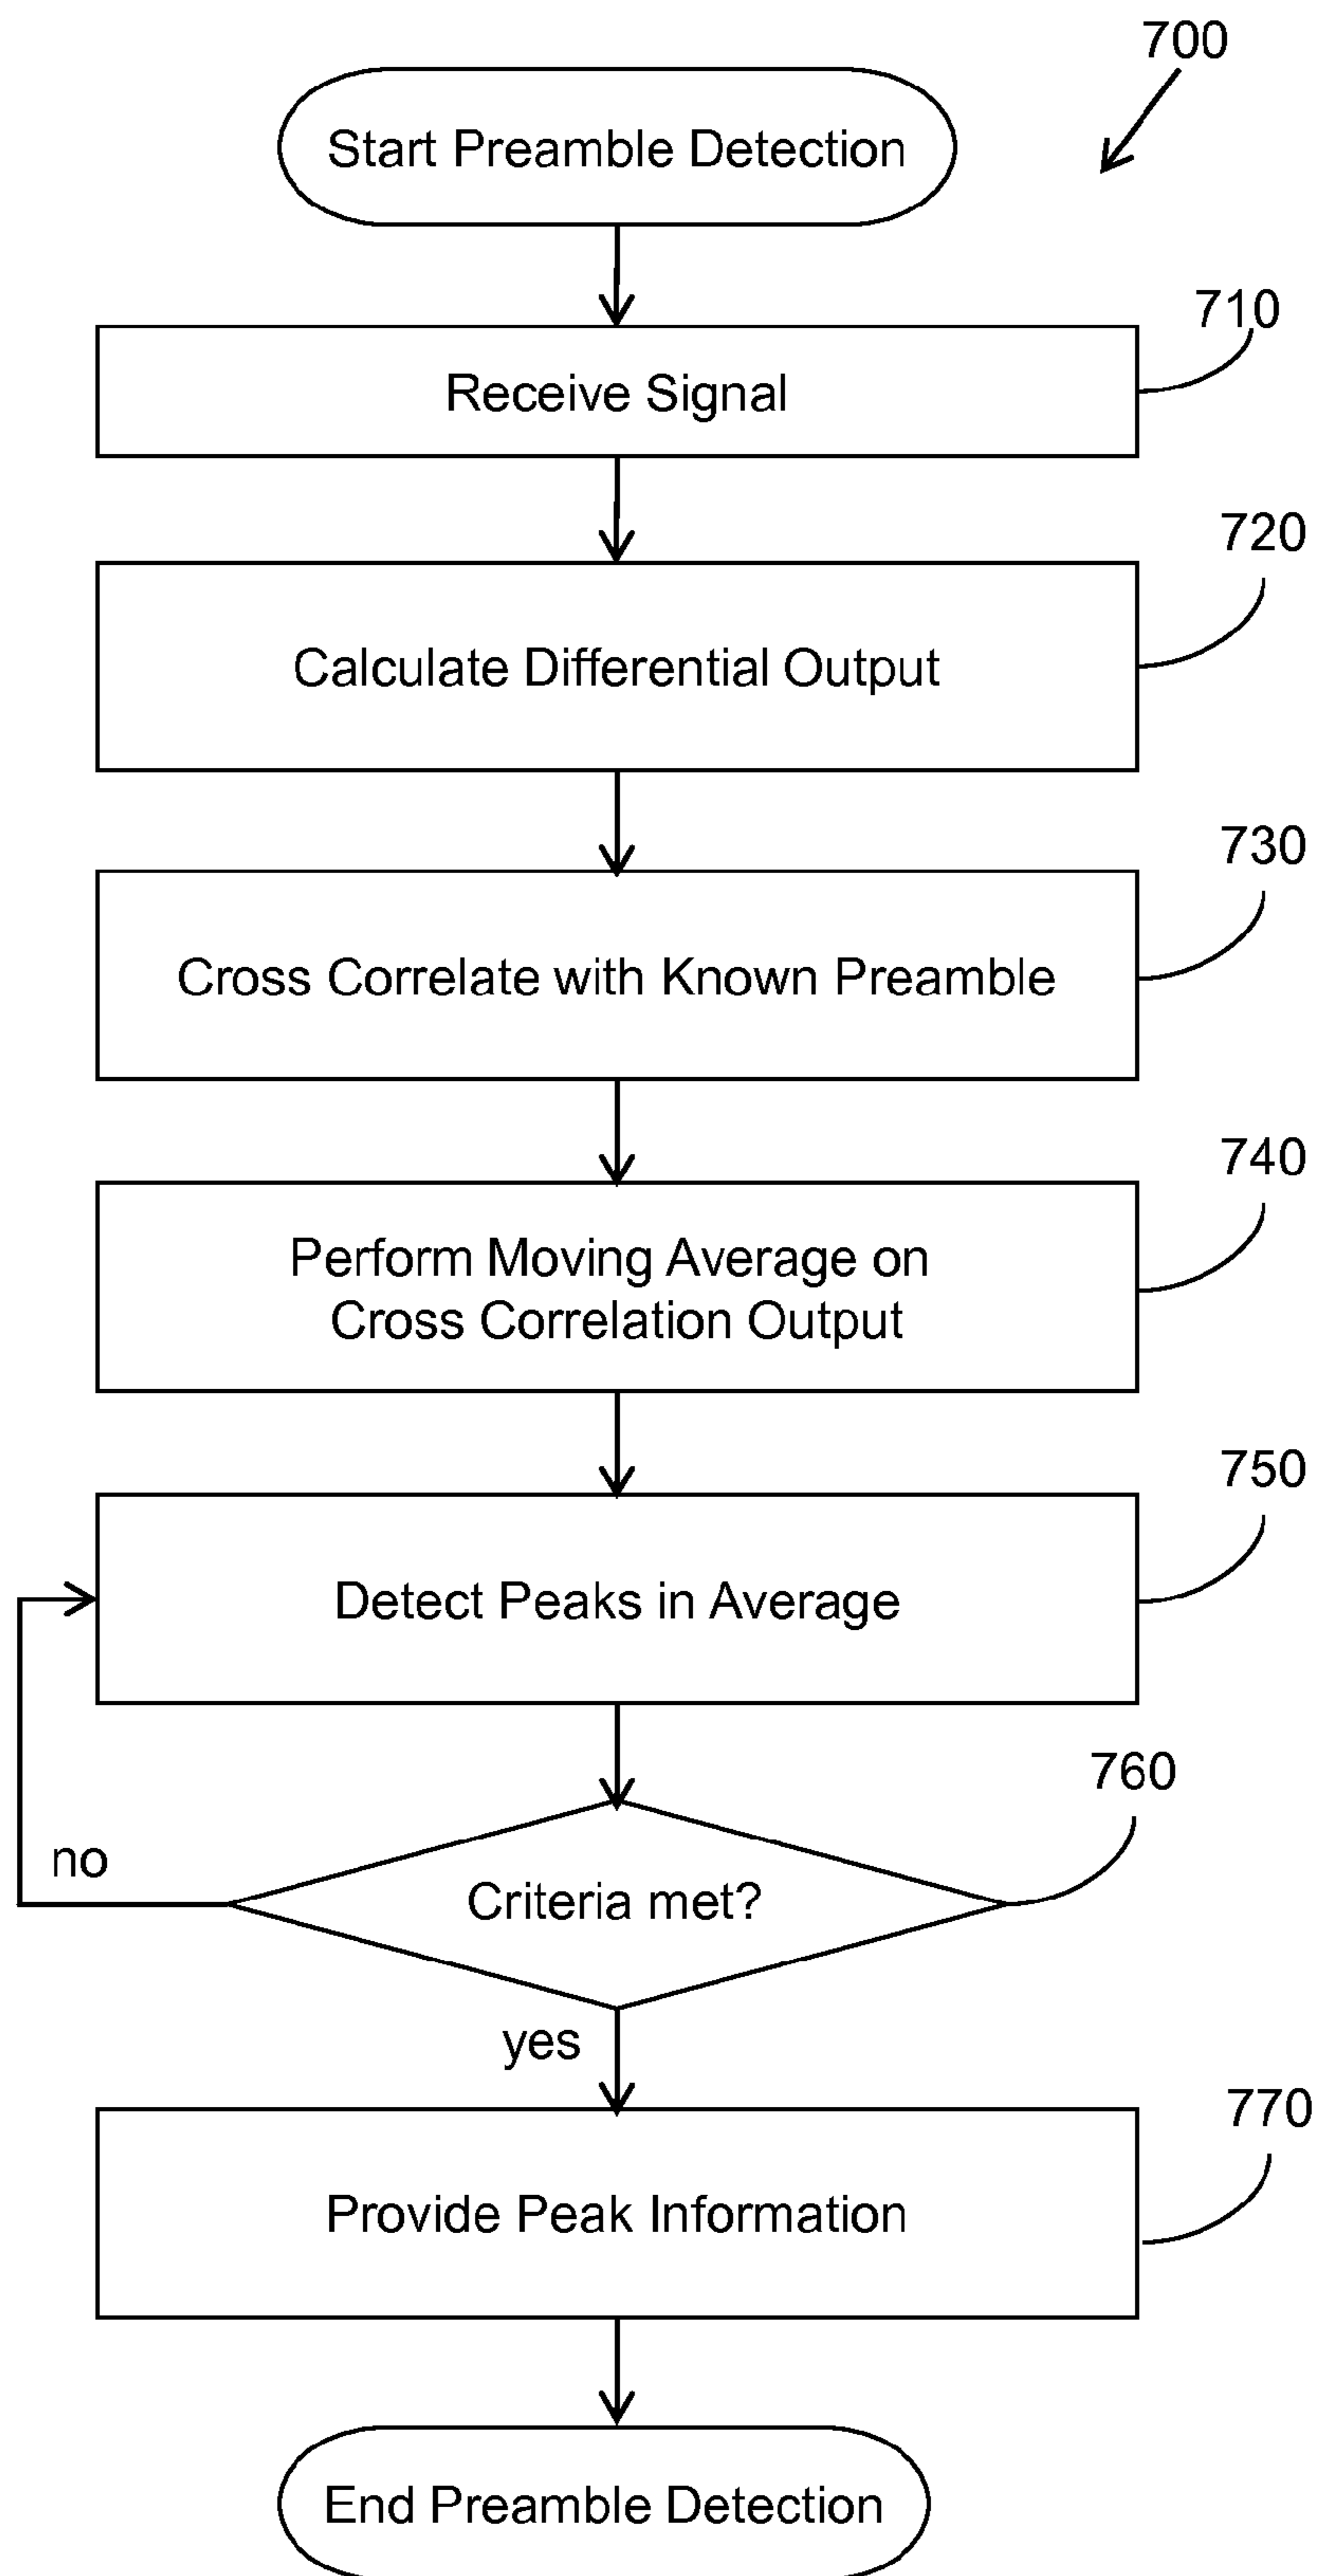 700
Start Preamble Detection
710
Receive Signal
720
Calculate Differential Output
730
Cross Correlate with Known Preamble
740
Perform Moving Average on
Cross Correlation Output
750
Detect Peaks in Average
760
no
Criteria met?
yes
770
Provide Peak Information
End Preamble Detection